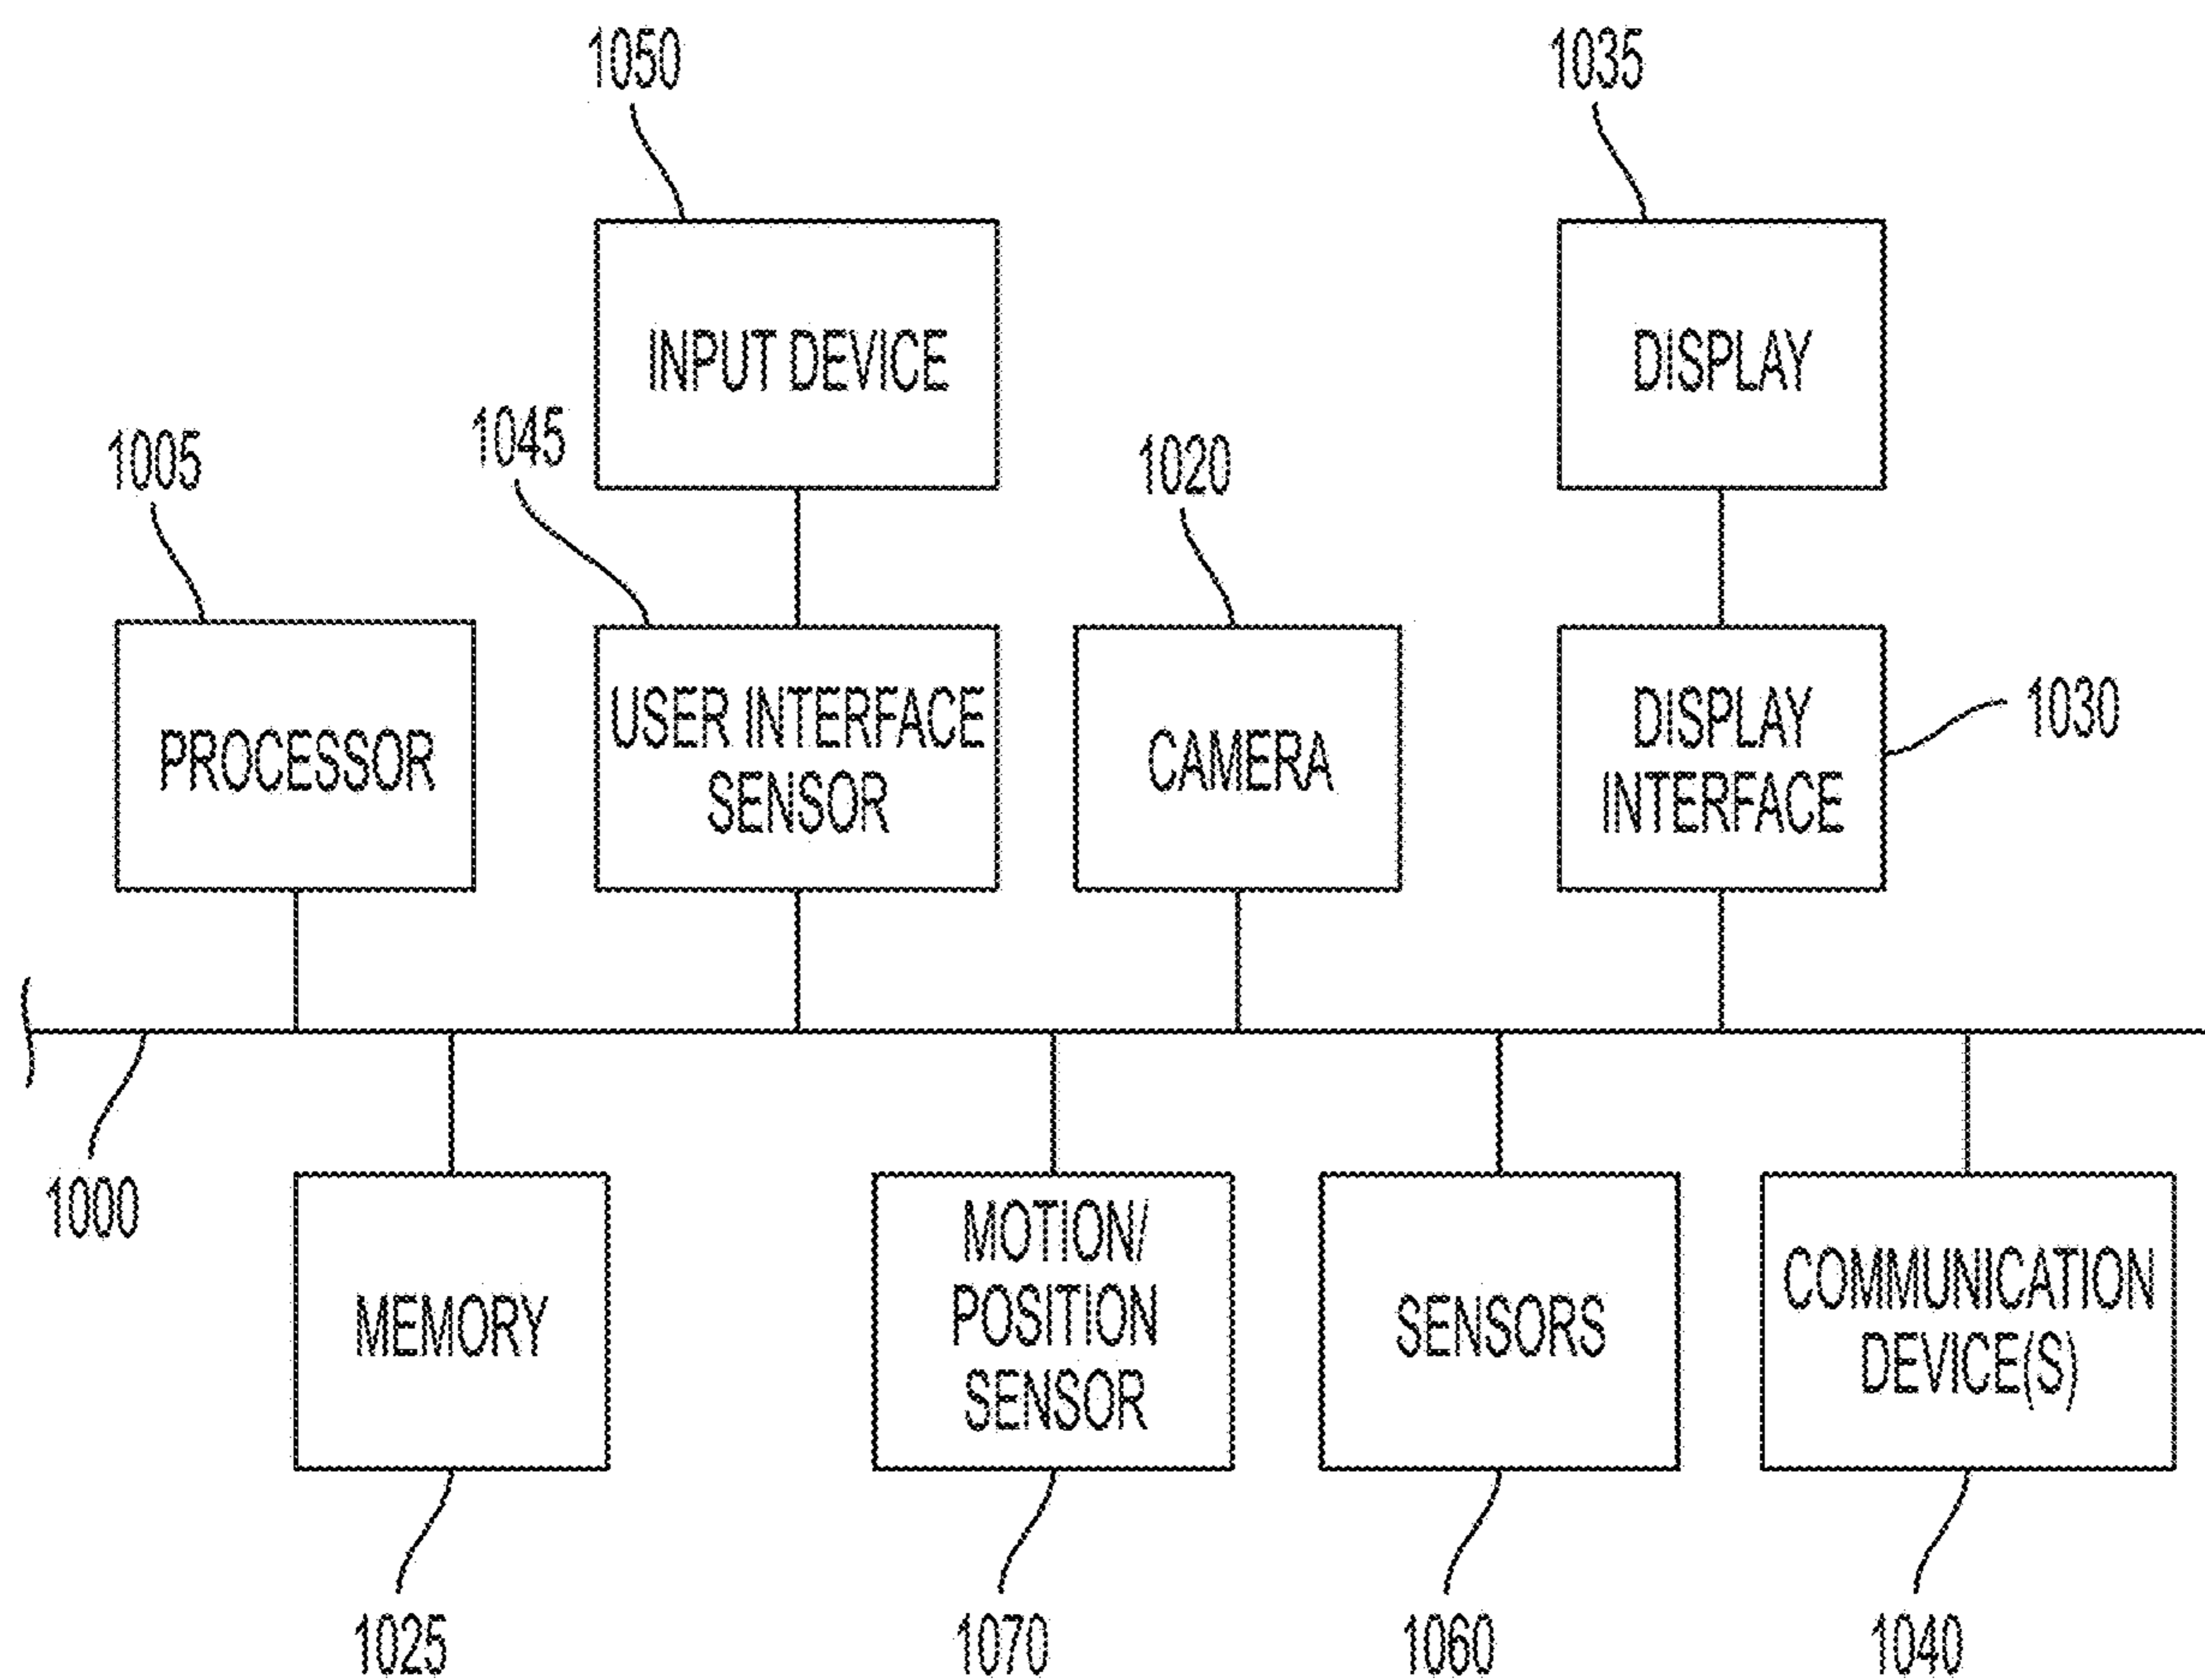 1050
1035
INPUT DEVICE
DISPLAY
1005
1045
1020
PROCESSOR
USER INTERFACE
SENSOR
CAMERA
DISPLAY
INTERFACE
1030
1000
MEMORY
MOTION/
POSITION
SENSOR
SENSORS
COMMUNICATION
DEVICE(S)
1025
1070
1060
1040